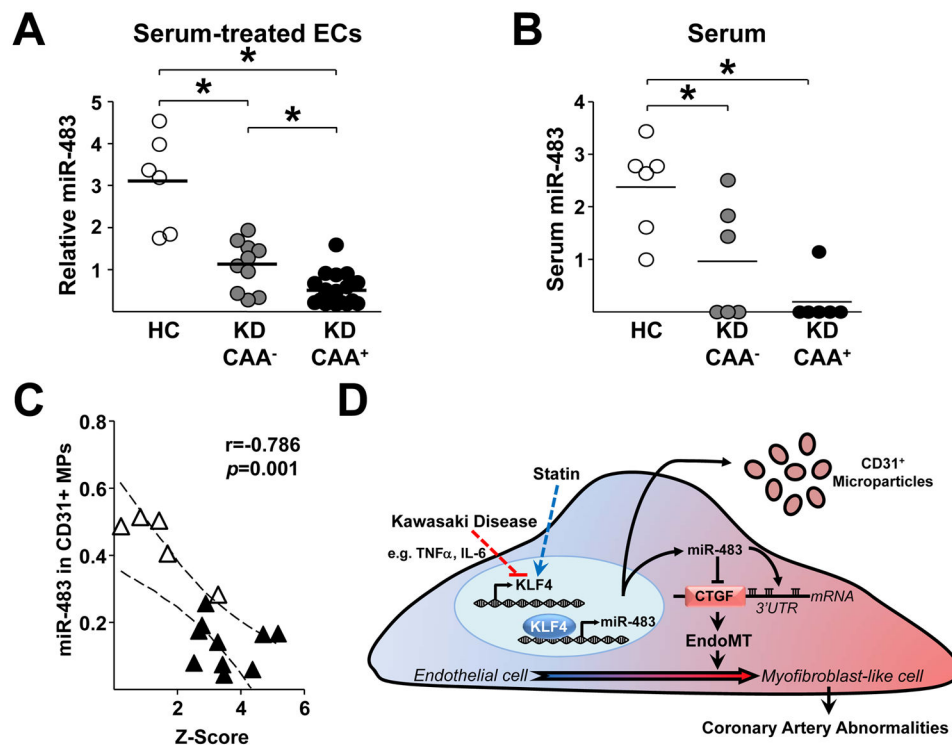 A
Serum-treated ECs
*
*
*
Relative miR-483
5
4
3
2
1
HC
KD
CAA⁻
KD
CAA⁺
B
Serum
*
*
Serum miR-483
4
3
2
1
HC
KD
CAA⁻
KD
CAA⁺
C
miR-483 in CD31+ MPs
0.8
0.6
0.4
0.2
r=-0.786
p=0.001
2
4
6
Z-Score
D
CD31⁺
Microparticles
Statin
Kawasaki Disease
e.g. TNFα, IL-6
KLF4
KLF4
miR-483
miR-483
CTGF
3'UTR
mRNA
EndoMT
Endothelial cell
Myofibroblast-like cell
Coronary Artery Abnormalities